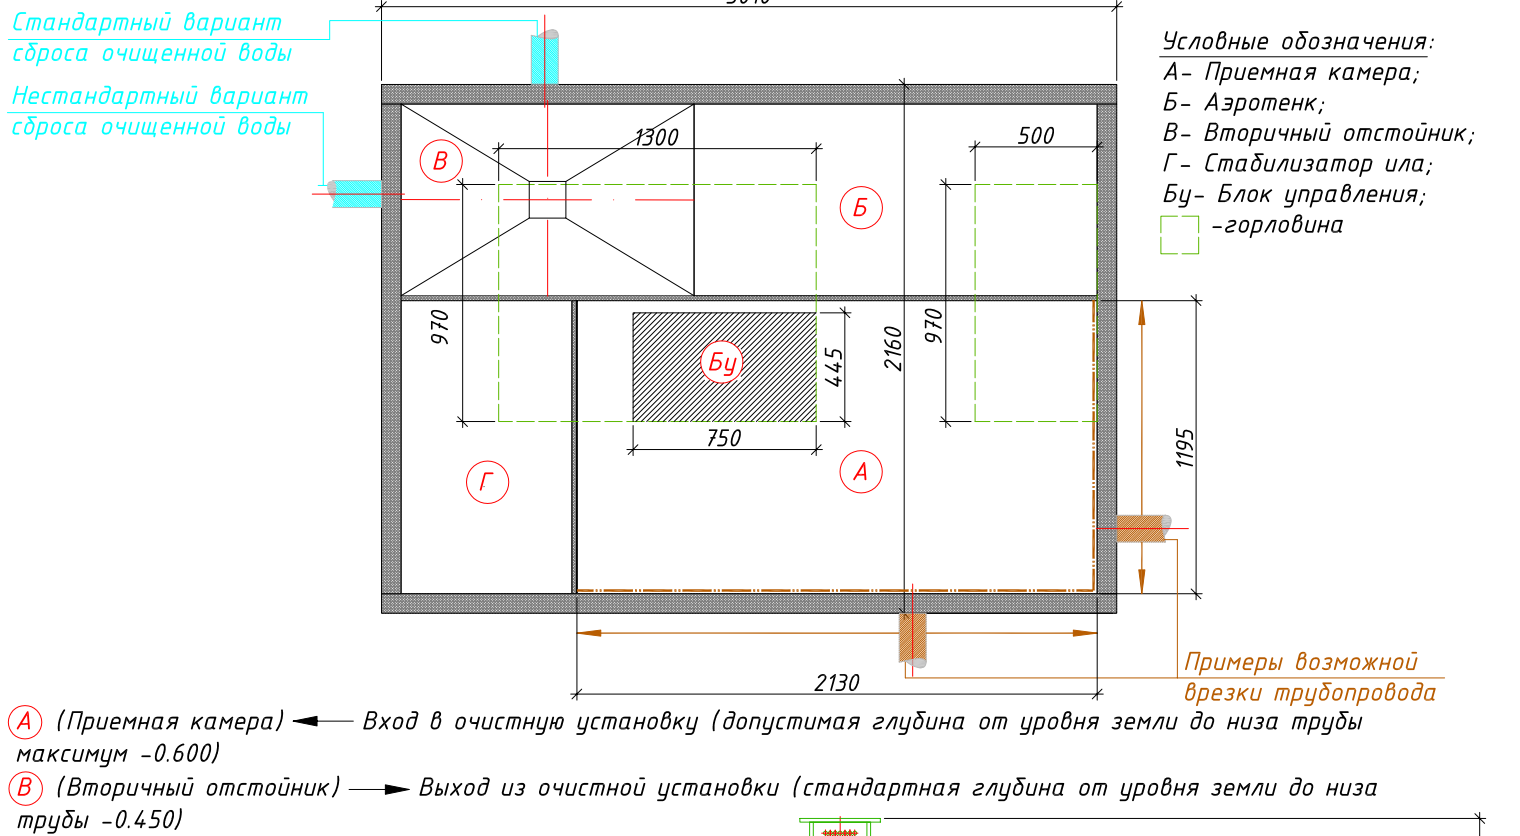 Стандартный вариант
сброса очищенной воды
Нестандартный вариант
сброса очищенной воды
Условные обозначения:
А- Приемная камера;
Б- Аэротенк;
В- Вторичный отстойник;
Г- Стабилизатор ила;
Бу- Блок управления;
-горловина
1300
500
В
Б
970
Бу
445
2160
970
750
1195
Г
А
2130
Примеры возможной
врезки трубопровода
А (Приемная камера) Вход в очистную установку (допустимая глубина от уровня земли до низа трубы
максимум -0.600)
В (Вторичный отстойник) Выход из очистной установки (стандартная глубина от уровня земли до низа
трубы -0.450)